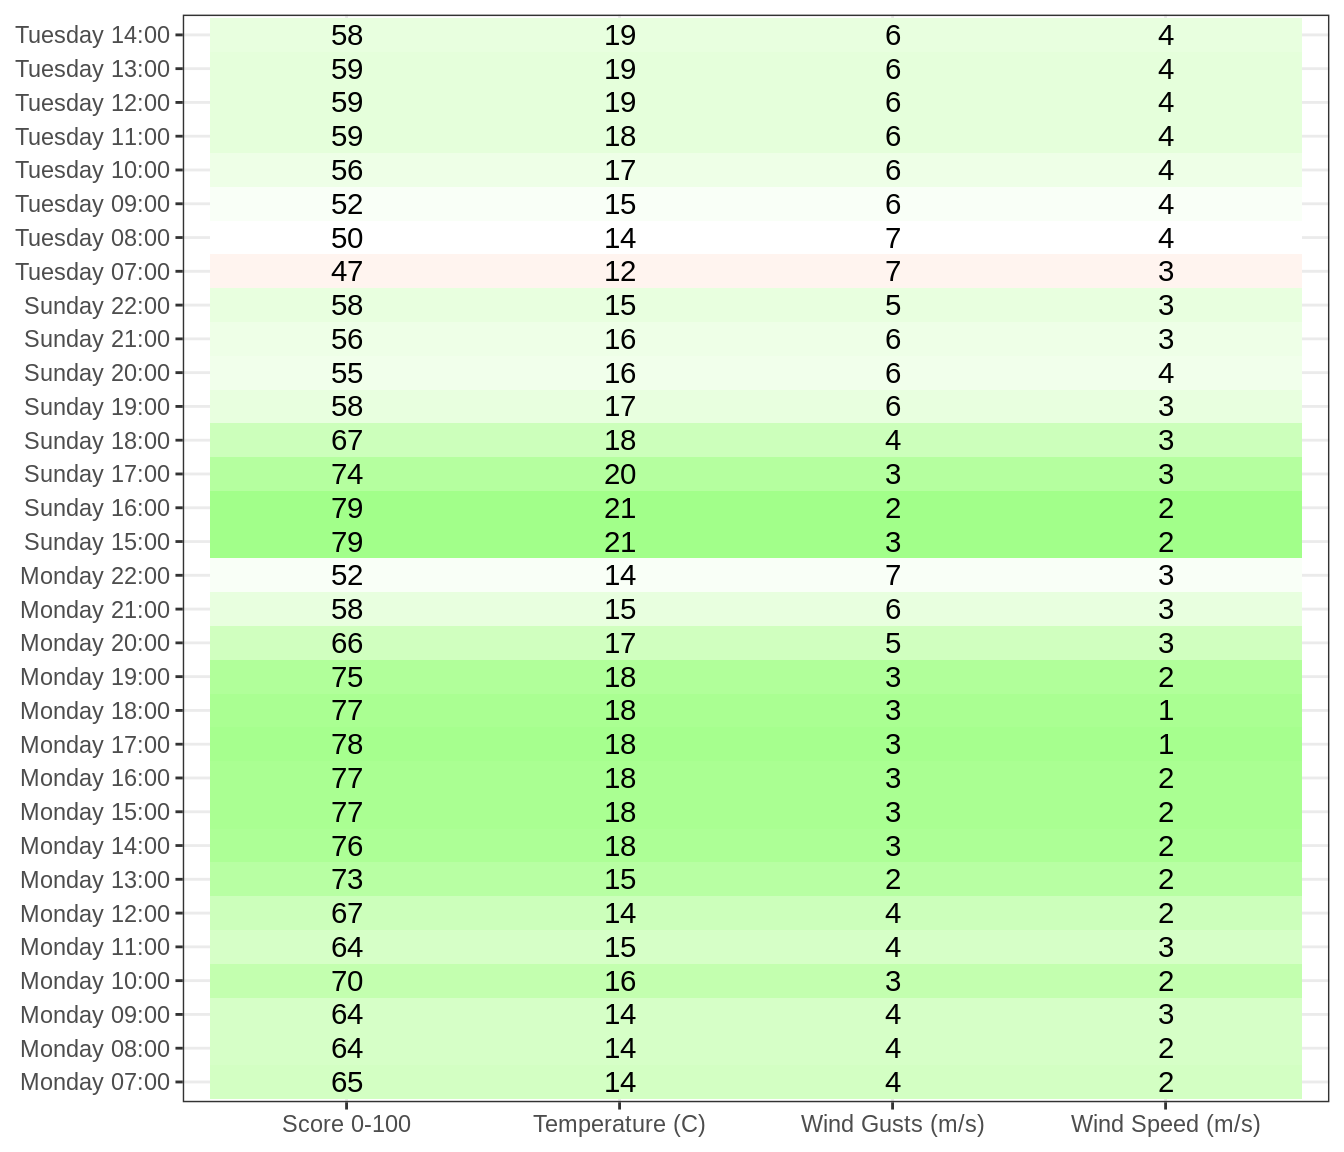 Tuesday 14:00 58 19 6 4
Tuesday 13:00 59 19 6 4
Tuesday 12:00 59 19 6 4
Tuesday 11:00 59 18 6 4
Tuesday 10:00 56 17 6 4
Tuesday 09:00 52 15 6 4
Tuesday 08:00 50 14 7 4
Tuesday 07:00 47 12 7 3
Sunday 22:00 58 15 5 3
Sunday 21:00 56 16 6 3
Sunday 20:00 55 16 6 4
Sunday 19:00 58 17 6 3
Sunday 18:00 67 18 4 3
Sunday 17:00 74 20 3 3
Sunday 16:00 79 21 2 2
Sunday 15:00 79 21 3 2
Monday 22:00 52 14 7 3
Monday 21:00 58 15 6 3
Monday 20:00 66 17 5 3
Monday 19:00 75 18 3 2
Monday 18:00 77 18 3 1
Monday 17:00 78 18 3 1
Monday 16:00 77 18 3 2
Monday 15:00 77 18 3 2
Monday 14:00 76 18 3 2
Monday 13:00 73 15 2 2
Monday 12:00 67 14 4 2
Monday 11:00 64 15 4 3
Monday 10:00 70 16 3 2
Monday 09:00 64 14 4 3
Monday 08:00 64 14 4 2
Monday 07:00 65 14 4 2
Score 0-100 Temperature (C) Wind Gusts (m/s) Wind Speed (m/s)